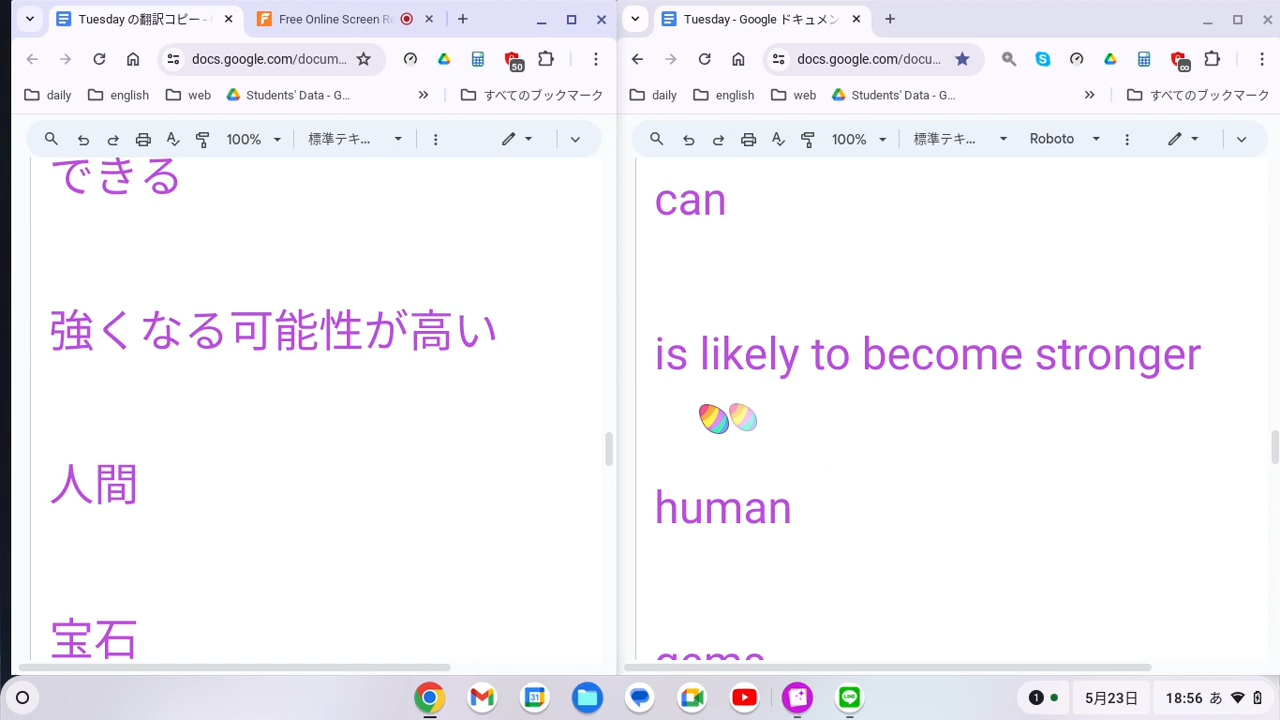 Tuesday の翻訳コピー -
Free Online Screen Re
Tuesday - Google ドキュメン
docs.google.com/docum...
50
docs.google.com/docu...
∞
daily
english
web
Students' Data - G...
»
すべてのブックマーク
daily
english
web
Students' Data - G...
»
すべてのブックマーク
100%
標準テキ...
100%
標準テキ...
Roboto
できる
強くなる可能性が高い
人間
宝石
can
is likely to become stronger
human
gems
31
1
5月23日
18:56 あ